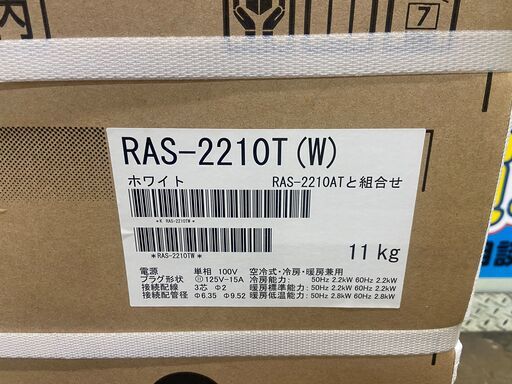 内
7
RAS-2210T(W)
ホワイト RAS-2210ATと組合せ
*K RAS-2210TW*
*RAS-2210TW*
11kg
電源 単相 100V 空冷式・冷房・暖房兼用
プラグ形状 125V-15A 冷房能力: 50Hz 2.2kW 60Hz 2.2kW
接続配線 3芯 Φ2 暖房標準能力: 50Hz 2.2kW 60Hz 2.2kW
接続配管径 Φ6.35 Φ9.52 暖房低温能力: 50Hz 2.8kW 60Hz 2.8kW